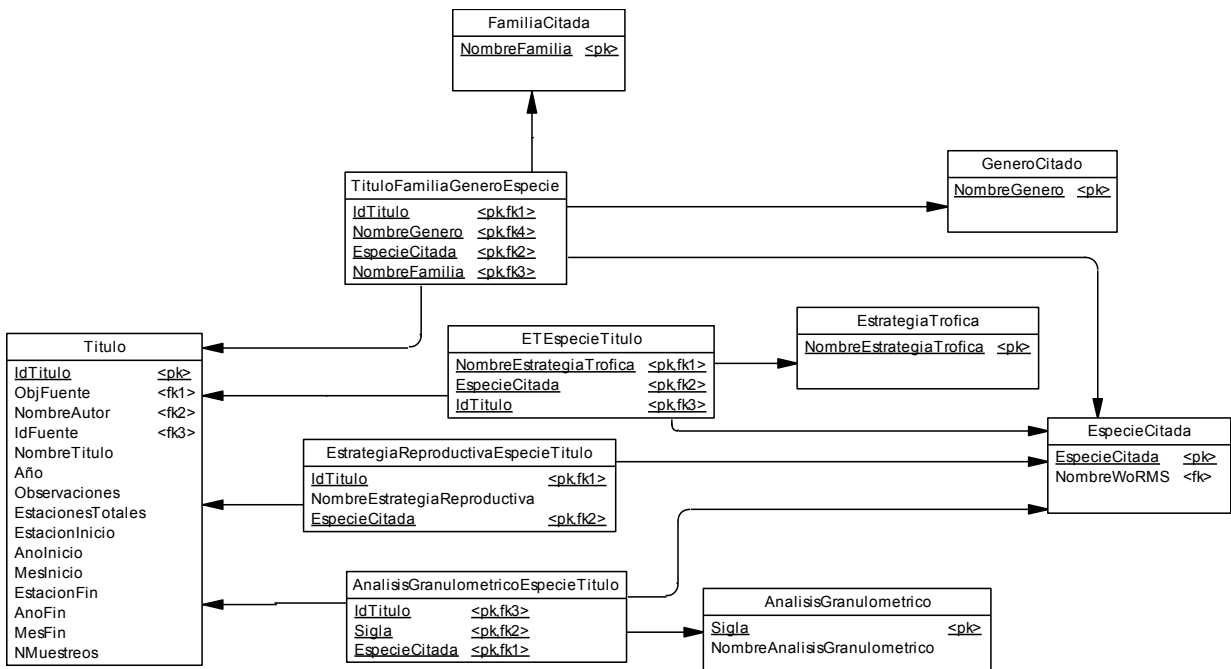 FamiliaCitada
NombreFamilia <pk>
GeneroCitado
NombreGenero <pk>
TituloFamiliaGeneroEspecie
IdTitulo <pk,fk1>
NombreGenero <pk,fk4>
EspecieCitada <pk,fk2>
NombreFamilia <pk,fk3>
Titulo
IdTitulo <pk>
ObjFuente <fk1>
NombreAutor <fk2>
IdFuente <fk3>
NombreTitulo
Año
Observaciones
EstacionesTotales
EstacionInicio
AnoInicio
MesInicio
EstacionFin
AnoFin
MesFin
NMuestreos
ETEspecieTitulo
NombreEstrategiaTrofica <pk,fk1>
EspecieCitada <pk,fk2>
IdTitulo <pk,fk3>
EstrategiaTrofica
NombreEstrategiaTrofica <pk>
EspecieCitada
EspecieCitada <pk>
NombreWoRMS <fk>
EstrategiaReproductivaEspecieTitulo
IdTitulo <pk,fk1>
NombreEstrategiaReproductiva
EspecieCitada <pk,fk2>
AnalisisGranulometricoEspecieTitulo
IdTitulo <pk,fk3>
Sigla <pk,fk2>
EspecieCitada <pk,fk1>
AnalisisGranulometrico
Sigla <pk>
NombreAnalisisGranulometrico